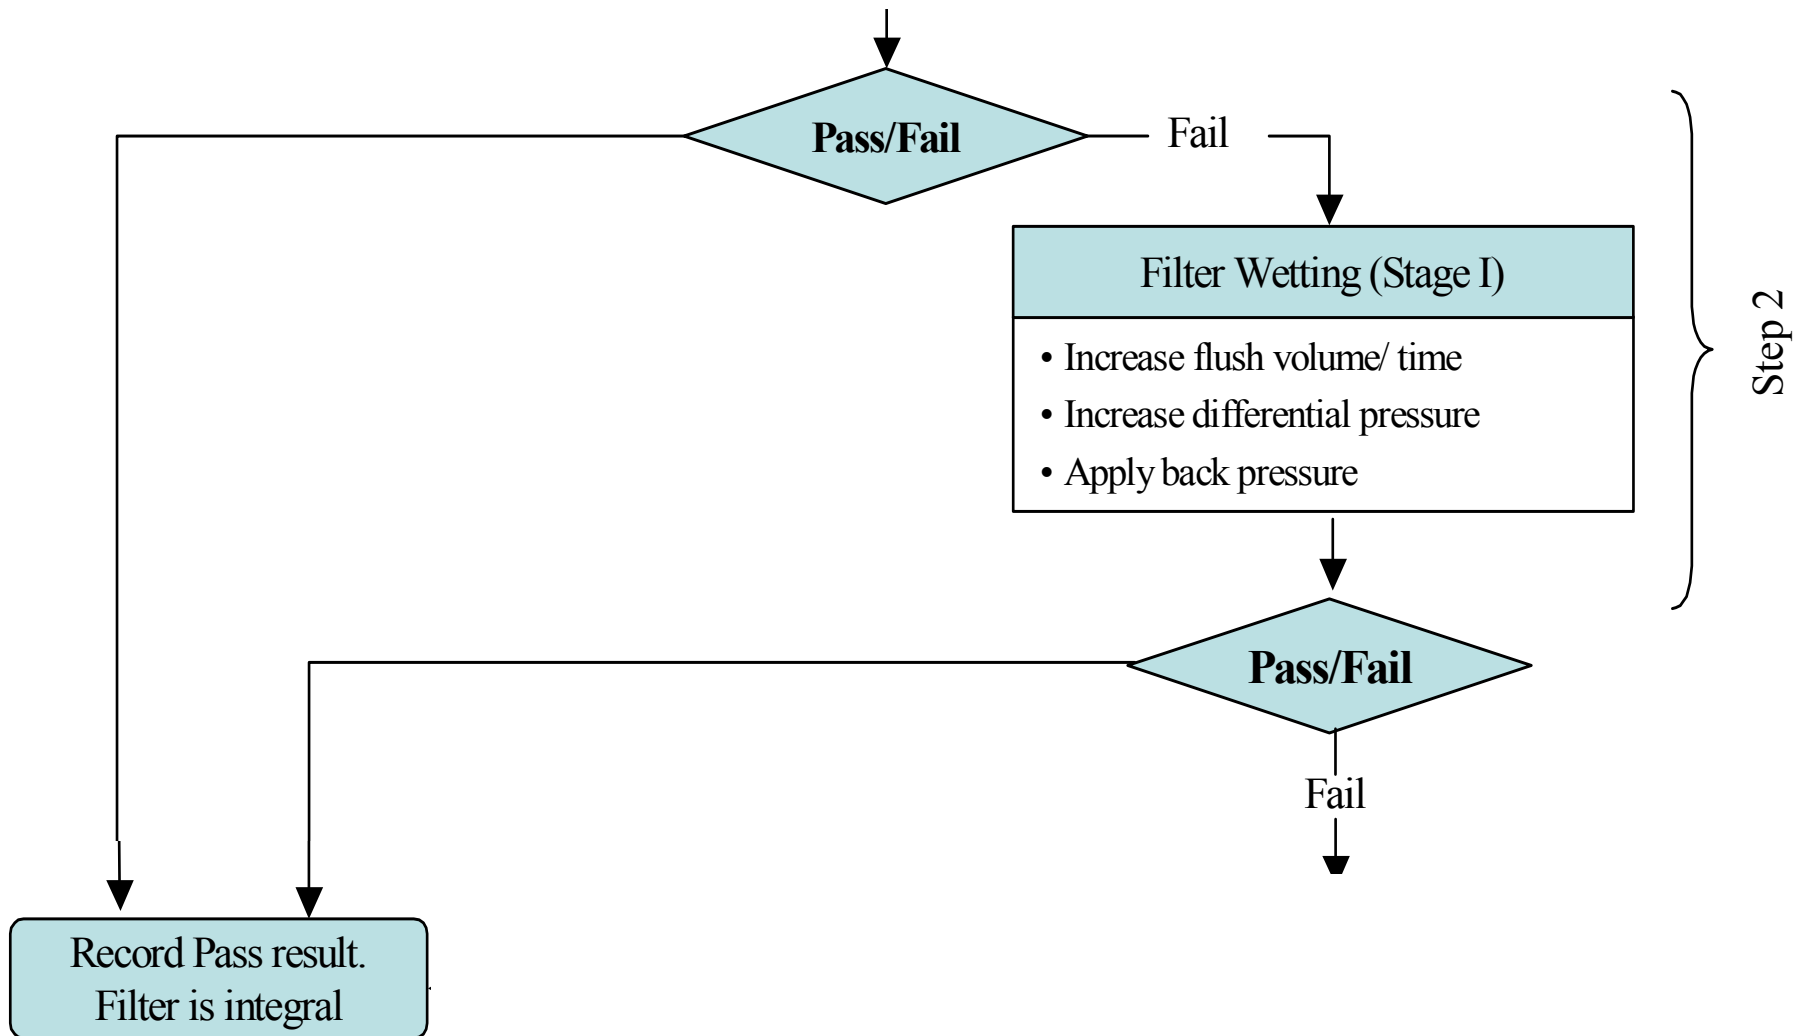 Pass/Fail
Fail
Filter Wetting (Stage I)
• Increase flush volume/ time
• Increase differential pressure
• Apply back pressure
Step 2
Pass/Fail
Fail
Record Pass result.
Filter is integral